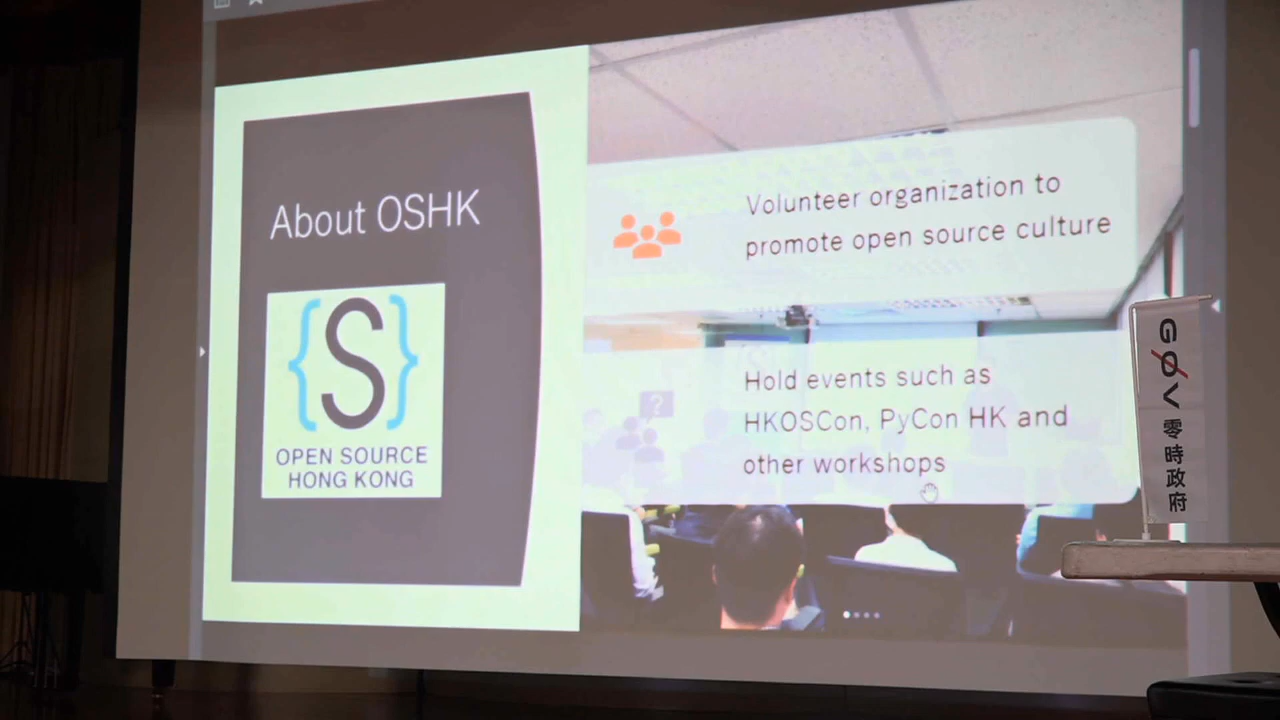 About OSHK
{S}
OPEN SOURCE
HONG KONG
Volunteer organization to
promote open source culture
?
Hold events such as
HKOSCon, PyCon HK and
other workshops
G0V 零時政府